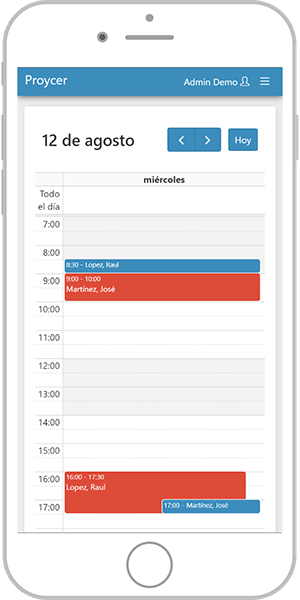 Proycer
Admin Demo
12 de agosto
Hoy
miércoles
Todo
el día
7:00
8:00
8:30 - Lopez, Raul
9:00
9:00 - 10:00
Martínez, José
10:00
11:00
12:00
13:00
14:00
15:00
16:00
16:00 - 17:30
Lopez, Raul
17:00
17:00 - Martínez, José